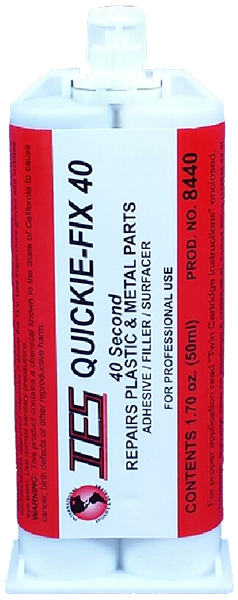 IES QUICKIE-FIX 40
40 Second
REPAIRS PLASTIC & METAL PARTS
ADHESIVE / FILLER / SURFACER
FOR PROFESSIONAL USE
CONTENTS 1.70 oz. (50ml) PROD. NO. 8440
For proper application read "Twin Cartridge Instructions" enclosed.
WARNING: This product contains a chemical known to the State of California to cause
cancer, birth defects or other reproductive harm.